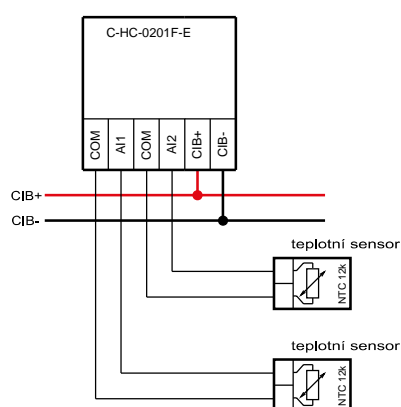 C-HC-0201F-E
COM
AI1
COM
AI2
CIB+
CIB-
CIB+
CIB-
teplotní sensor
NTC 12k
teplotní sensor
NTC 12k